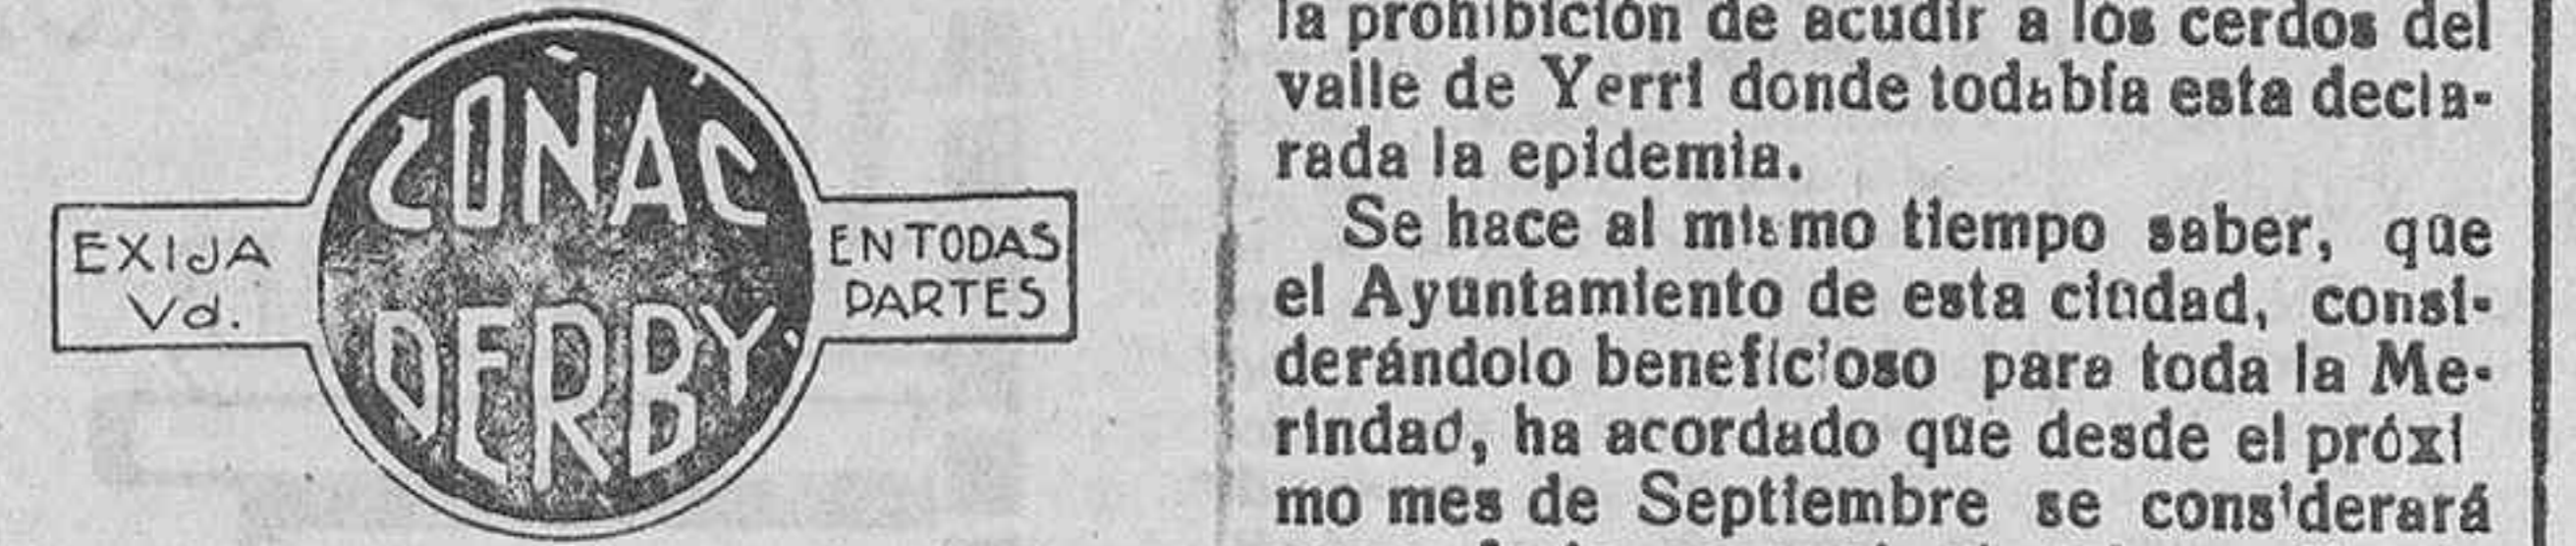 EXIJA
Vd.
COÑAC
DERBY.
EN TODAS
PARTES
la prohibición de acudir a los cerdos del
valle de Yerri donde todabía esta decla-
rada la epidemia.
Se hace al mismo tiempo saber, que
el Ayuntamiento de esta ciudad, consi-
derándolo beneficioso para toda la Me-
rindad, ha acordado que desde el próxi
mo mes de Septiembre se considerará